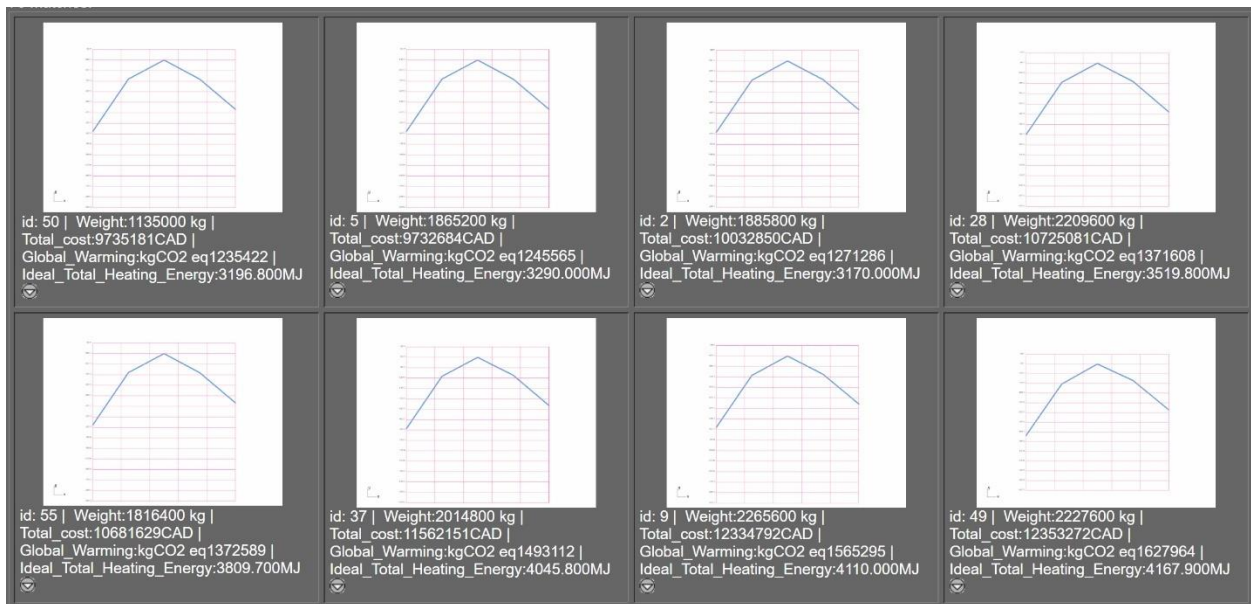 id: 50 | Weight:1135000 kg |
Total_cost:9735181CAD |
Global_Warming:kgCO2 eq1235422 |
Ideal_Total_Heating_Energy:3196.800MJ
id: 5 | Weight:1865200 kg |
Total_cost:9732684CAD |
Global_Warming:kgCO2 eq1245565 |
Ideal_Total_Heating_Energy:3290.000MJ
id: 2 | Weight:1885800 kg |
Total_cost:10032850CAD |
Global_Warming:kgCO2 eq1271286 |
Ideal_Total_Heating_Energy:3170.000MJ
id: 28 | Weight:2209600 kg |
Total_cost:10725081CAD |
Global_Warming:kgCO2 eq1371608 |
Ideal_Total_Heating_Energy:3519.800MJ
id: 55 | Weight:1816400 kg |
Total_cost:10681629CAD |
Global_Warming:kgCO2 eq1372589 |
Ideal_Total_Heating_Energy:3809.700MJ
id: 37 | Weight:2014800 kg |
Total_cost:11562151CAD |
Global_Warming:kgCO2 eq1493112 |
Ideal_Total_Heating_Energy:4045.800MJ
id: 9 | Weight:2265600 kg |
Total_cost:12334792CAD |
Global_Warming:kgCO2 eq1565295 |
Ideal_Total_Heating_Energy:4110.000MJ
id: 49 | Weight:2227600 kg |
Total_cost:12353272CAD |
Global_Warming:kgCO2 eq1627964 |
Ideal_Total_Heating_Energy:4167.900MJ